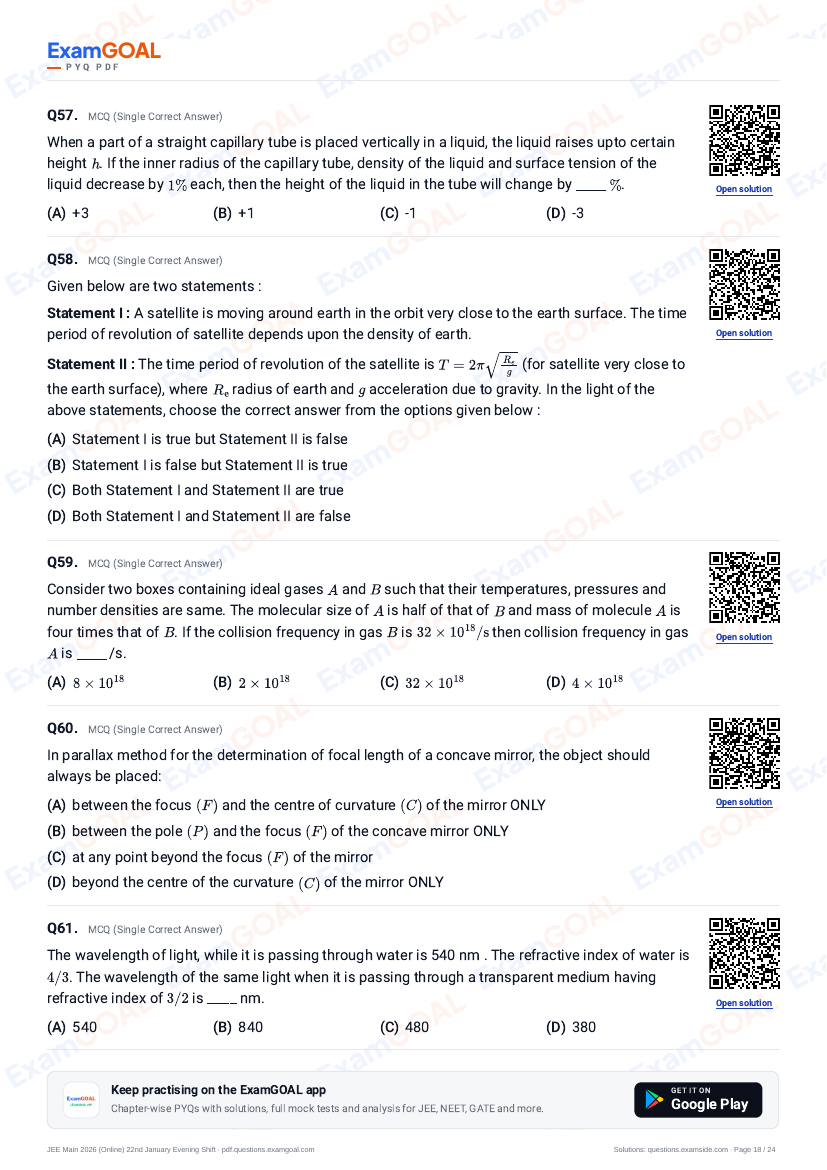 ExamGOAL
PYQ PDF
Q57. MCQ (Single Correct Answer)
When a part of a straight capillary tube is placed vertically in a liquid, the liquid raises upto certain
height h. If the inner radius of the capillary tube, density of the liquid and surface tension of the
liquid decrease by 1% each, then the height of the liquid in the tube will change by ____ %.
Open solution
(A) +3 (B) +1 (C) -1 (D) -3
Q58. MCQ (Single Correct Answer)
Given below are two statements :
Statement I : A satellite is moving around earth in the orbit very close to the earth surface. The time
period of revolution of satellite depends upon the density of earth.
Open solution
Statement II : The time period of revolution of the satellite is T = 2π√(Rₑ/g) (for satellite very close to
the earth surface), where Rₑ radius of earth and g acceleration due to gravity. In the light of the
above statements, choose the correct answer from the options given below :
(A) Statement I is true but Statement II is false
(B) Statement I is false but Statement II is true
(C) Both Statement I and Statement II are true
(D) Both Statement I and Statement II are false
Q59. MCQ (Single Correct Answer)
Consider two boxes containing ideal gases A and B such that their temperatures, pressures and
number densities are same. The molecular size of A is half of that of B and mass of molecule A is
four times that of B. If the collision frequency in gas B is 32 × 10¹⁸/s then collision frequency in gas
A is ____ /s.
Open solution
(A) 8 × 10¹⁸ (B) 2 × 10¹⁸ (C) 32 × 10¹⁸ (D) 4 × 10¹⁸
Q60. MCQ (Single Correct Answer)
In parallax method for the determination of focal length of a concave mirror, the object should
always be placed:
Open solution
(A) between the focus (F) and the centre of curvature (C) of the mirror ONLY
(B) between the pole (P) and the focus (F) of the concave mirror ONLY
(C) at any point beyond the focus (F) of the mirror
(D) beyond the centre of the curvature (C) of the mirror ONLY
Q61. MCQ (Single Correct Answer)
The wavelength of light, while it is passing through water is 540 nm . The refractive index of water is
4/3. The wavelength of the same light when it is passing through a transparent medium having
refractive index of 3/2 is ____ nm.
Open solution
(A) 540 (B) 840 (C) 480 (D) 380
ExamGOAL
Keep practising on the ExamGOAL app
Chapter-wise PYQs with solutions, full mock tests and analysis for JEE, NEET, GATE and more.
GET IT ON
Google Play
JEE Main 2026 (Online) 22nd January Evening Shift · pdf.questions.examgoal.com
Solutions: questions.examside.com · Page 18 / 24